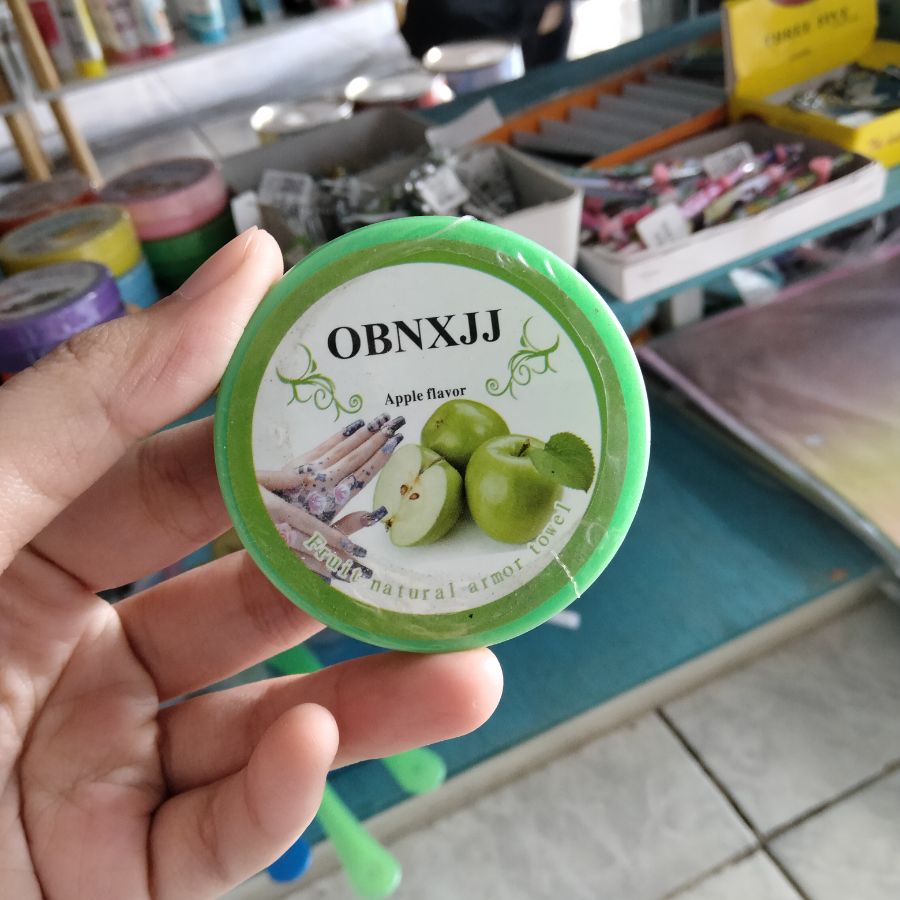 OBNXJJ
Apple flavor
Fruit natural armor towel